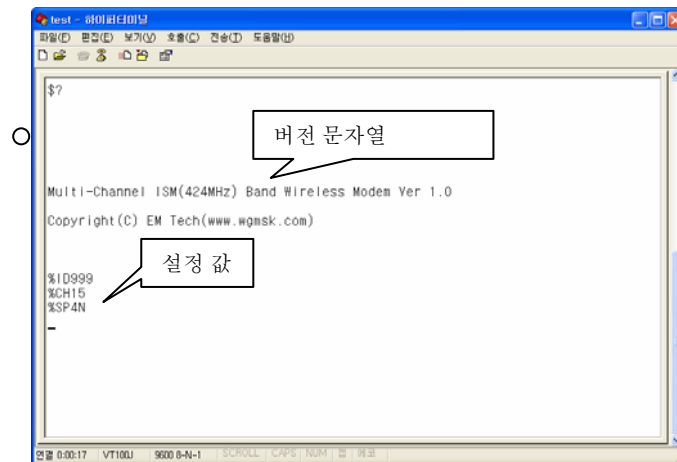 test - 하이퍼터미널
파일(F) 편집(E) 보기(V) 호출(C) 전송(T) 도움말(H)
$?
버전 문자열
Multi-Channel ISM(424MHz) Band Wireless Modem Ver 1.0
Copyright(C) EM Tech(www.wgmsk.com)
설정 값
%ID999
%CH15
%SP4N
연결 0:00:17 VT100J 9600 8-N-1 SCROLL CAPS NUM 캡 에코